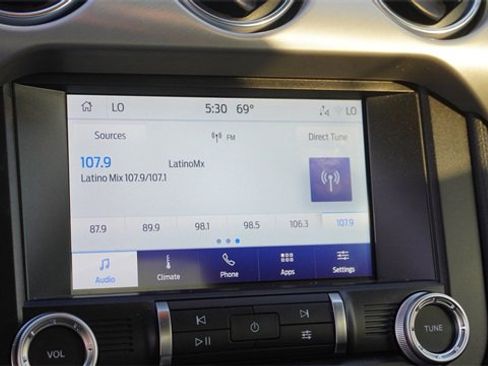 LO 5:30 69° LO
Sources FM Direct Tune
107.9 LatinoMx
Latino Mix 107.9/107.1
87.9 89.9 98.1 98.5 106.3 107.9
Audio Climate Phone Apps Settings
VOL TUNE